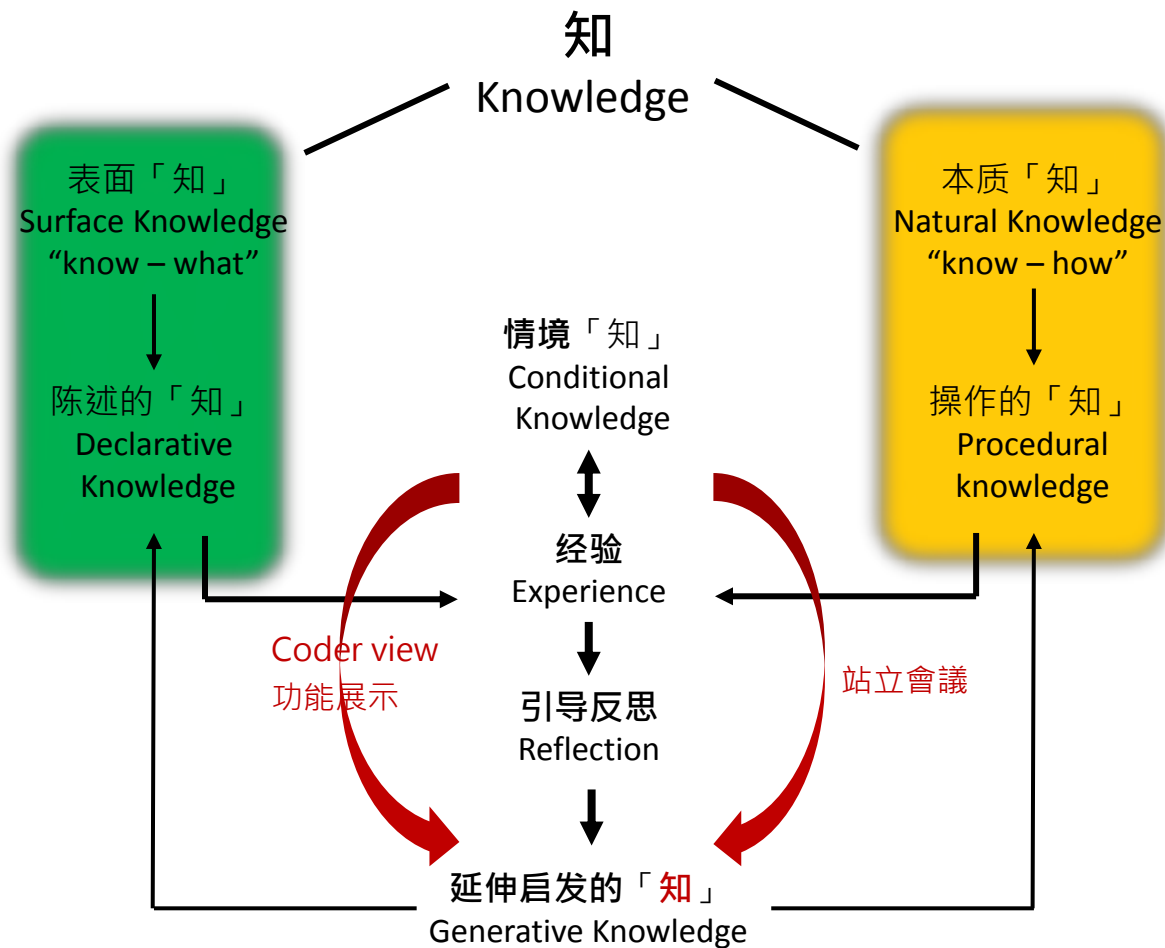 知
Knowledge
表面「知」
Surface Knowledge
“know – what”
陈述的「知」
Declarative
Knowledge
本质「知」
Natural Knowledge
“know – how”
操作的「知」
Procedural
knowledge
情境「知」
Conditional
Knowledge
经验
Experience
引导反思
Reflection
延伸启发的「知」
Generative Knowledge
Coder view
功能展示
站立會議